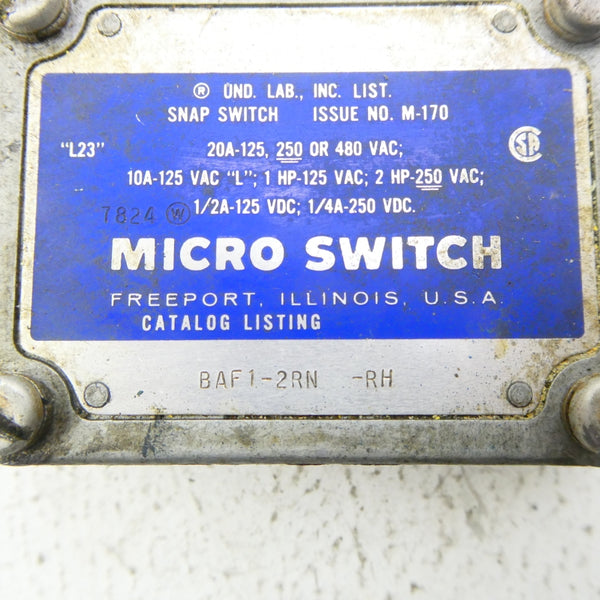 ® UND. LAB., INC. LIST.
SNAP SWITCH ISSUE NO. M-170
"L23" 20A-125, 250 OR 480 VAC;
10A-125 VAC "L"; 1 HP-125 VAC; 2 HP-250 VAC;
7824 W 1/2A-125 VDC; 1/4A-250 VDC.
MICRO SWITCH
FREEPORT, ILLINOIS, U.S.A.
CATALOG LISTING
BAF1-2RN -RH